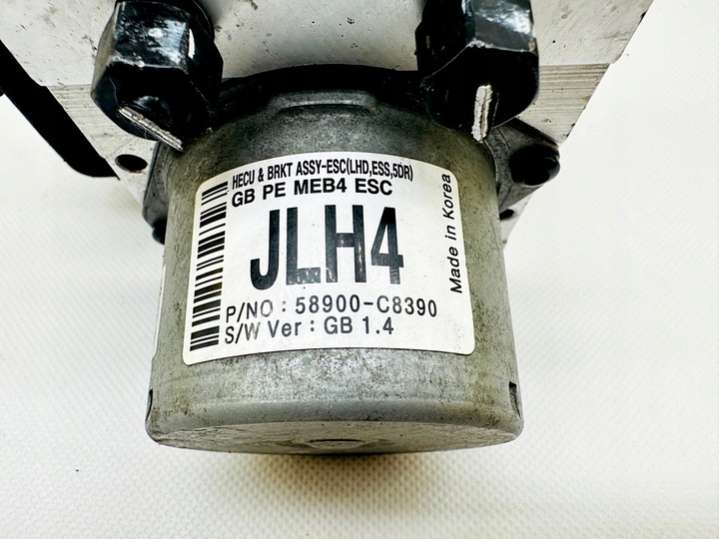 HECU & BRKT ASSY-ESC(LHD,ESS,5DR)
GB PE MEB4 ESC
JLH4
P/NO : 58900-C8390
S/W Ver : GB 1.4
Made in Korea